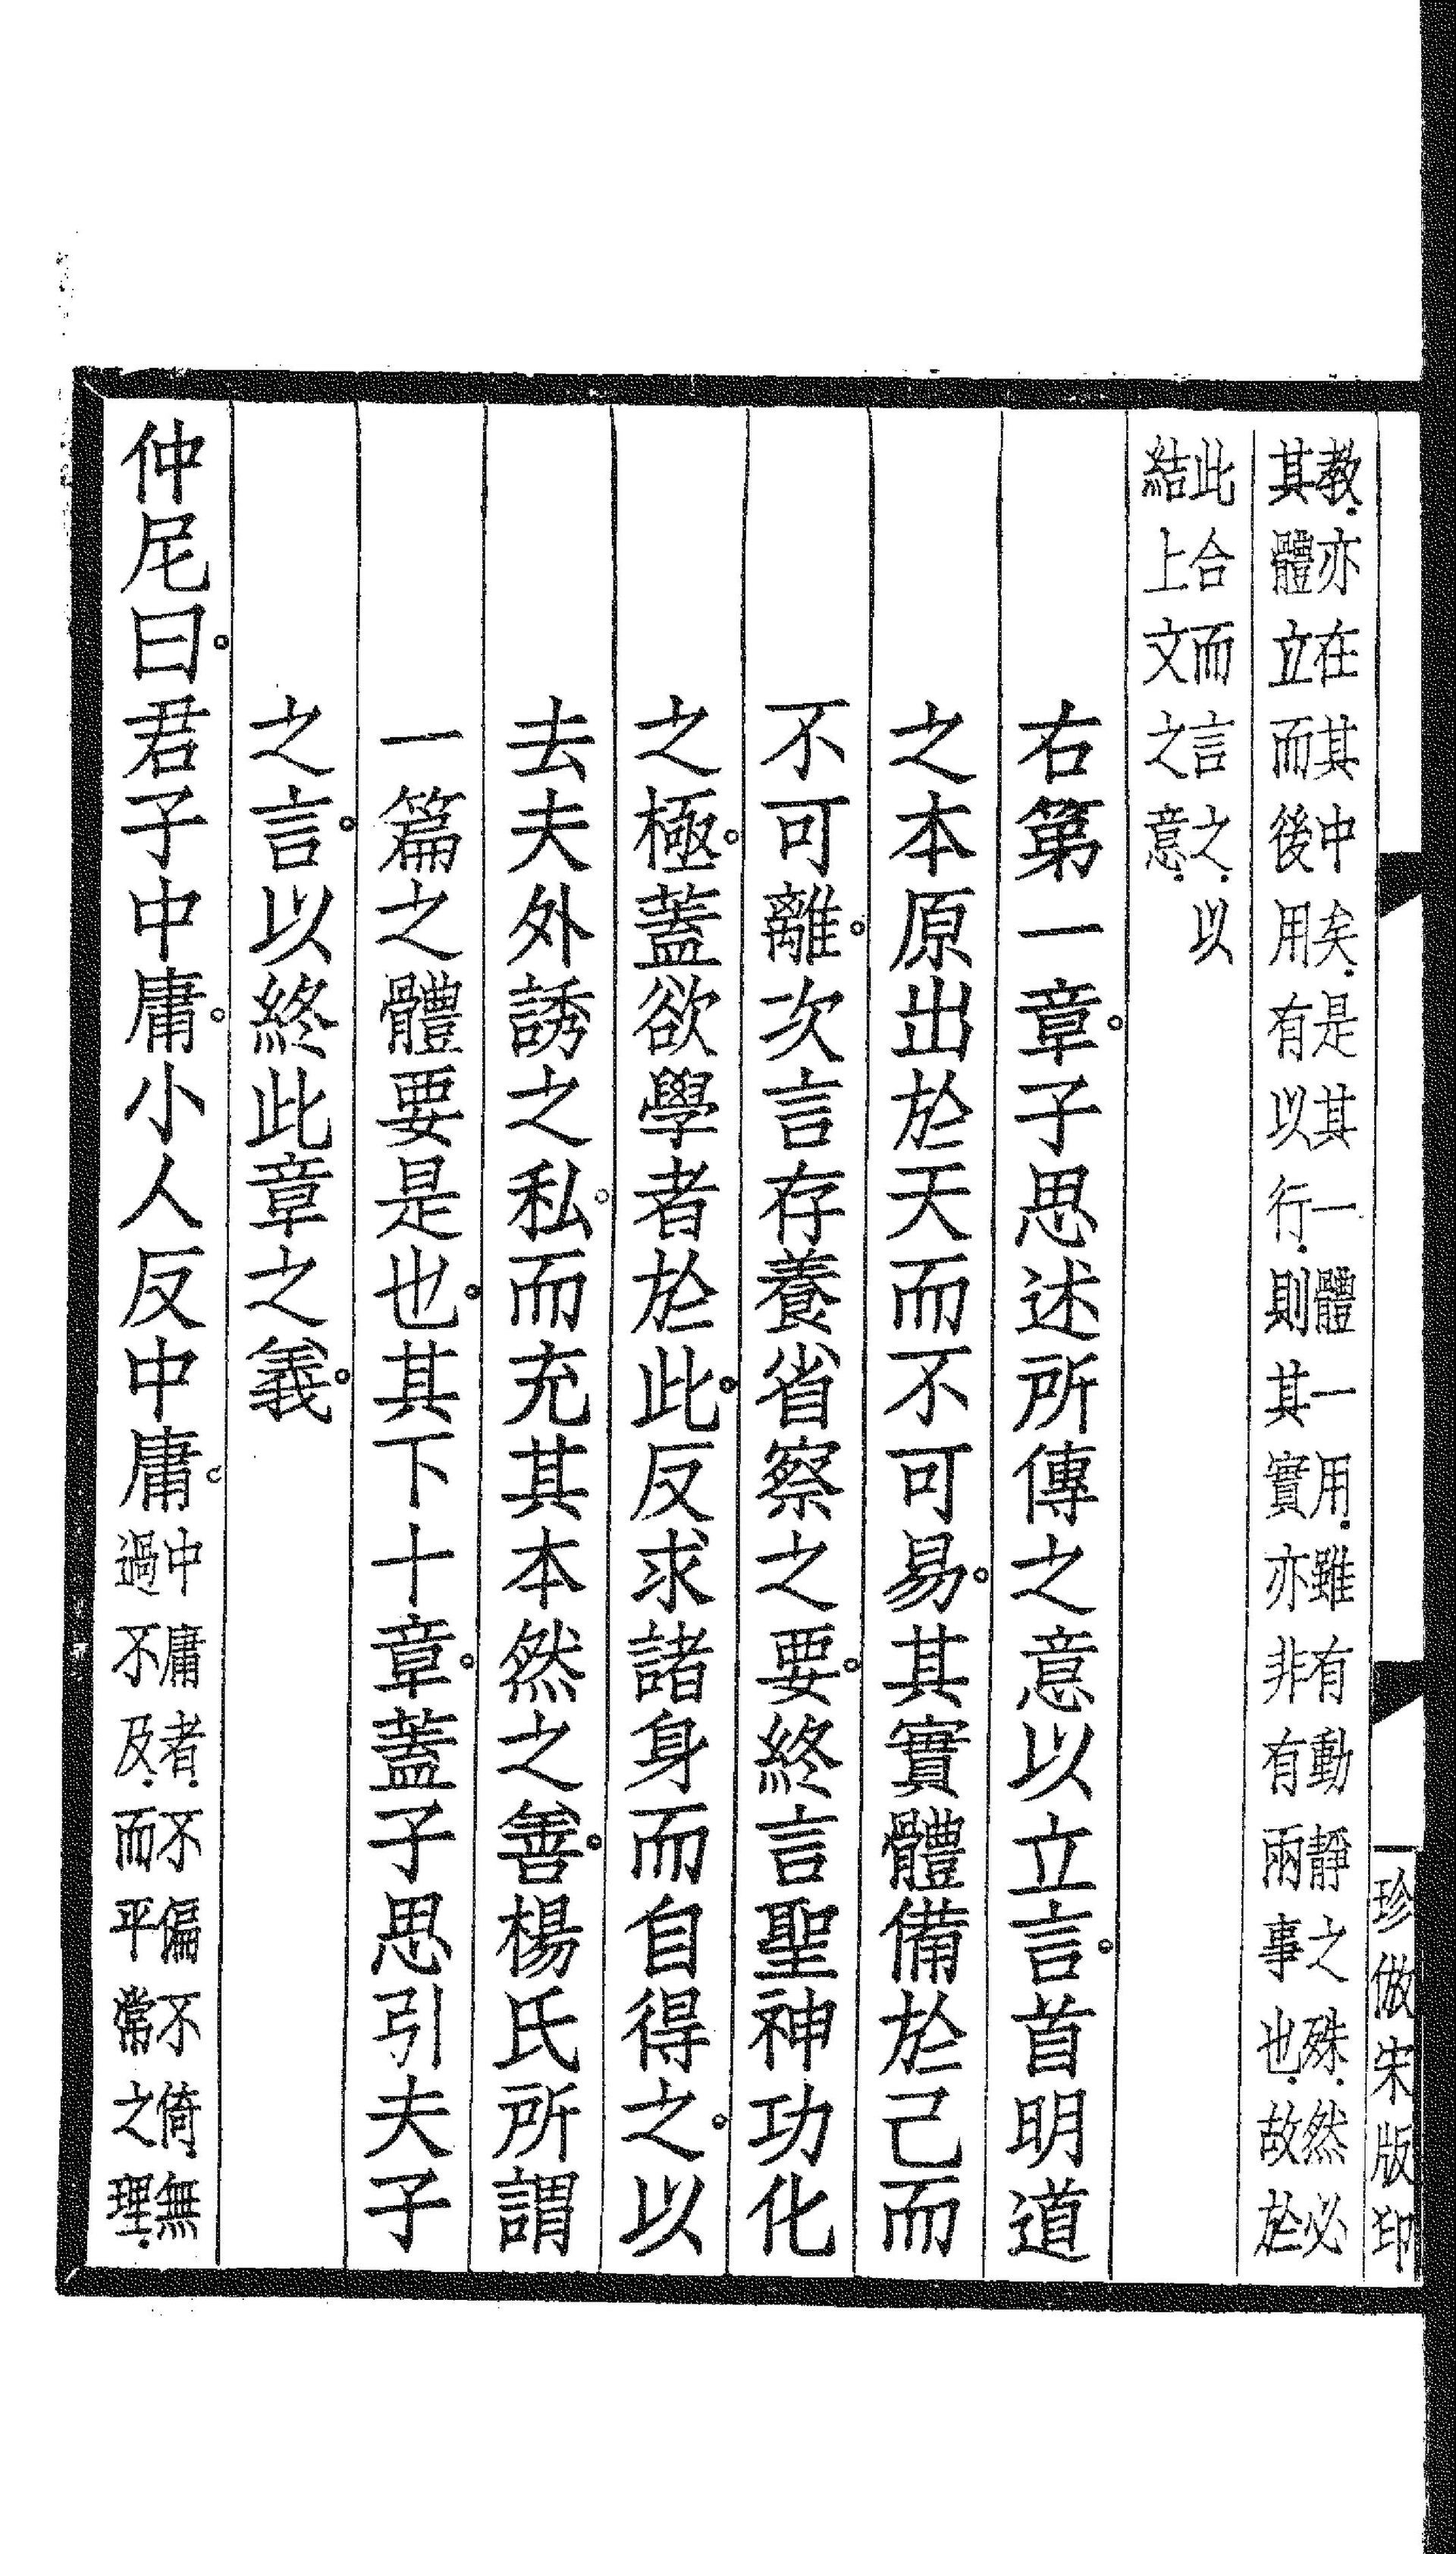 珍倣宋版印
教．亦在其中矣．是其一體一用．雖有動靜之殊．然必
其體立而後用有以行．則其實亦非有兩事也．故於
此合而言之．以
結上文之意．
右第一章。子思述所傳之意以立言。首明道
之本原出於天而不可易。其實體備於己而
不可離。次言存養省察之要。終言聖神功化
之極。蓋欲學者於此。反求諸身而自得之。以
去夫外誘之私。而充其本然之善。楊氏所謂
一篇之體要是也。其下十章。蓋子思引夫子
之言。以終此章之義。
仲尼曰。君子中庸。小人反中庸。
中庸者．不偏不倚．無
過不及．而平常之理．